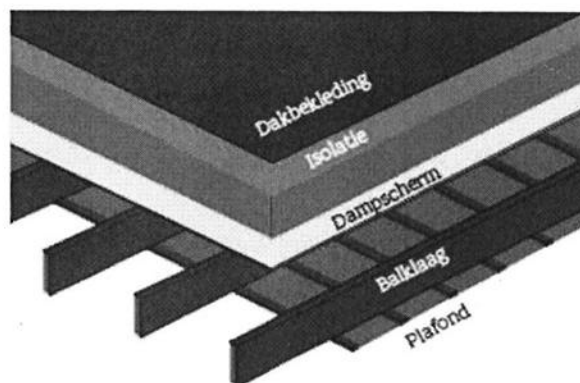 Dakbekleding
Isolatie
Dampscherm
Balklaag
Plafond